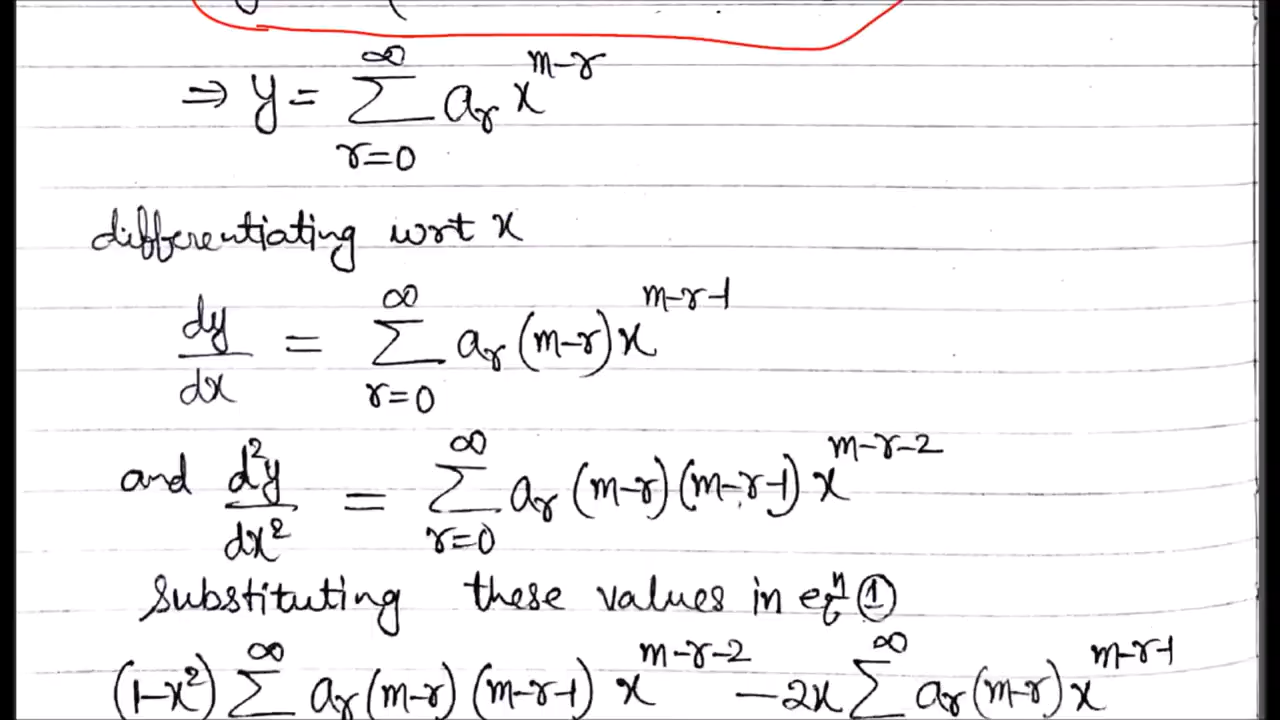 ⇒ y = ∑_{r=0}^{∞} a_r x^{m-r}
differentiating wrt x
dy/dx = ∑_{r=0}^{∞} a_r (m-r) x^{m-r-1}
and d²y/dx² = ∑_{r=0}^{∞} a_r (m-r) (m-r-1) x^{m-r-2}
Substituting these values in eqⁿ ①
(1-x²) ∑^{∞} a_r (m-r) (m-r-1) x^{m-r-2} - 2x ∑^{∞} a_r (m-r) x^{m-r-1}